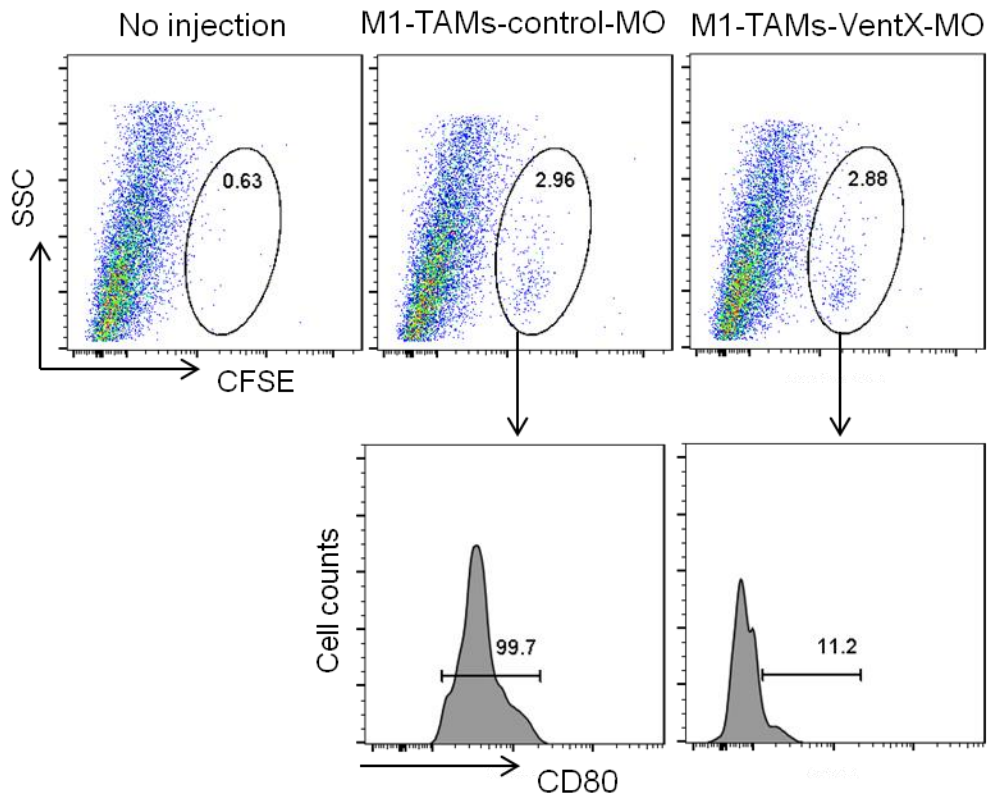 No injection M1-TAMs-control-MO M1-TAMs-VentX-MO
SSC
0.63 2.96 2.88
CFSE
Cell counts
99.7 11.2
CD80